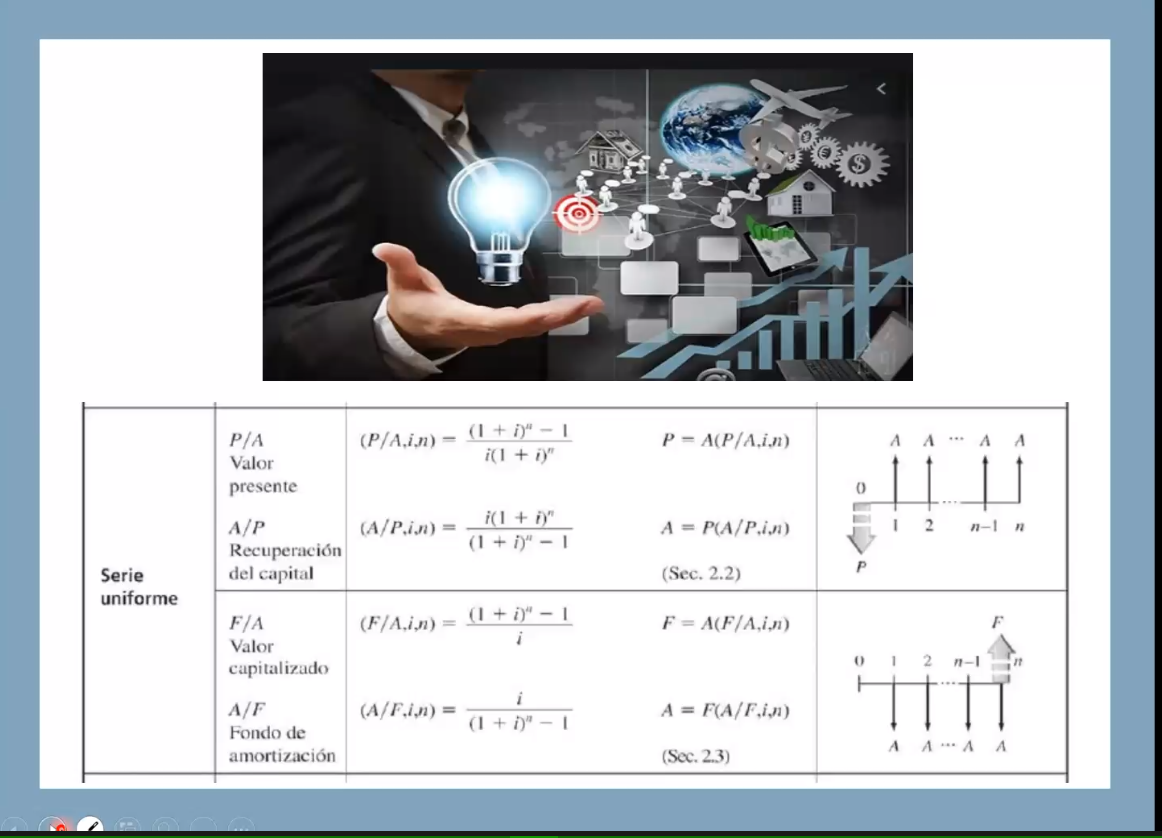 P/A
Valor
presente
(P/A,i,n) = (1 + i)ⁿ − 1 / i(1 + i)ⁿ
P = A(P/A,i,n)
A A ··· A A
0
1 2 ... n−1 n
P
A/P
Recuperación
del capital
(A/P,i,n) = i(1 + i)ⁿ / (1 + i)ⁿ − 1
A = P(A/P,i,n)
(Sec. 2.2)
Serie
uniforme
F/A
Valor
capitalizado
(F/A,i,n) = (1 + i)ⁿ − 1 / i
F = A(F/A,i,n)
F
0 1 2 n−1 n
...
A A ··· A A
A/F
Fondo de
amortización
(A/F,i,n) = i / (1 + i)ⁿ − 1
A = F(A/F,i,n)
(Sec. 2.3)